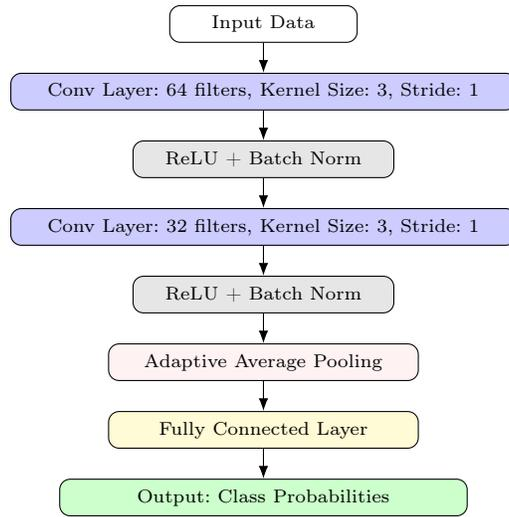 Input Data
Conv Layer: 64 filters, Kernel Size: 3, Stride: 1
ReLU + Batch Norm
Conv Layer: 32 filters, Kernel Size: 3, Stride: 1
ReLU + Batch Norm
Adaptive Average Pooling
Fully Connected Layer
Output: Class Probabilities